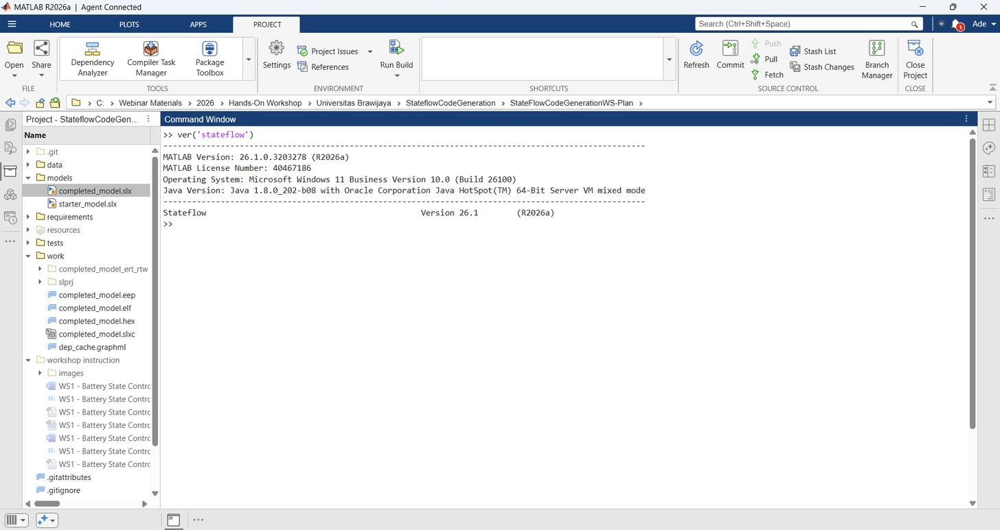 MATLAB R2026a | Agent Connected
HOME PLOTS APPS PROJECT Search (Ctrl+Shift+Space) 1 Ade
Open Share Dependency Analyzer Compiler Task Manager Package Toolbox Settings Project Issues References Run Build Refresh Commit Push Pull Fetch Stash List Stash Changes Branch Manager Close Project
FILE TOOLS ENVIRONMENT SHORTCUTS SOURCE CONTROL CLOSE
C: › Webinar Materials › 2026 › Hands-On Workshop › Universitas Brawijaya › StateflowCodeGeneration › StateFlowCodeGenerationWS-Plan ›
Project - StateflowCodeGen...
Name
.git
data
models
completed_model.slx
starter_model.slx
requirements
resources
tests
work
completed_model_ert_rtw
slprj
completed_model.eep
completed_model.elf
completed_model.hex
completed_model.slxc
dep_cache.graphml
workshop instruction
images
WS1 - Battery State Contrc
M↓ WS1 - Battery State Contrc
WS1 - Battery State Contrc
WS1 - Battery State Contrc
WS1 - Battery State Contrc
M↓ WS1 - Battery State Contrc
WS1 - Battery State Contrc
.gitattributes
.gitignore
Command Window
>> ver('stateflow')
-----------------------------------------------------------------------------------------------------
MATLAB Version: 26.1.0.3203278 (R2026a)
MATLAB License Number: 40467186
Operating System: Microsoft Windows 11 Business Version 10.0 (Build 26100)
Java Version: Java 1.8.0_202-b08 with Oracle Corporation Java HotSpot(TM) 64-Bit Server VM mixed mode
-----------------------------------------------------------------------------------------------------
Stateflow Version 26.1 (R2026a)
>>